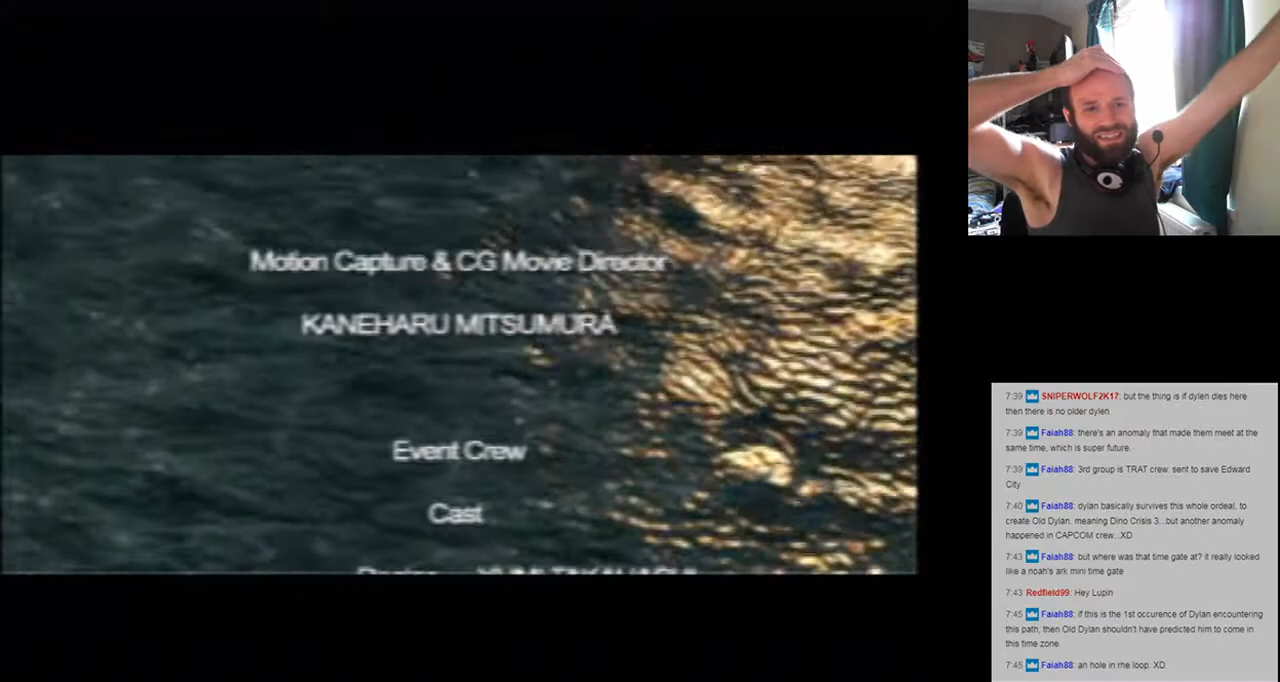 Motion Capture & CG Movie Director
KANEHARU MITSUMURA
Event Crew
Cast
7:39 SNIPERWOLF2K17: but the thing is if dylen dies here
then there is no older dylen
7:39 Faiah88: there's an anomaly that made them meet at the
same time, which is super future.
7:39 Faiah88: 3rd group is TRAT crew. sent to save Edward
City
7:40 Faiah88: dylan basically survives this whole ordeal, to
create Old Dylan. meaning Dino Crisis 3...but another anomaly
happened in CAPCOM crew...XD
7:43 Faiah88: but where was that time gate at? it really looked
like a noah's ark mini time gate
7:43 Redfield99: Hey Lupin
7:45 Faiah88: if this is the 1st occurence of Dylan encountering
this path, then Old Dylan shouldn't have predicted him to come in
this time zone.
7:45 Faiah88: an hole in rhe loop. XD